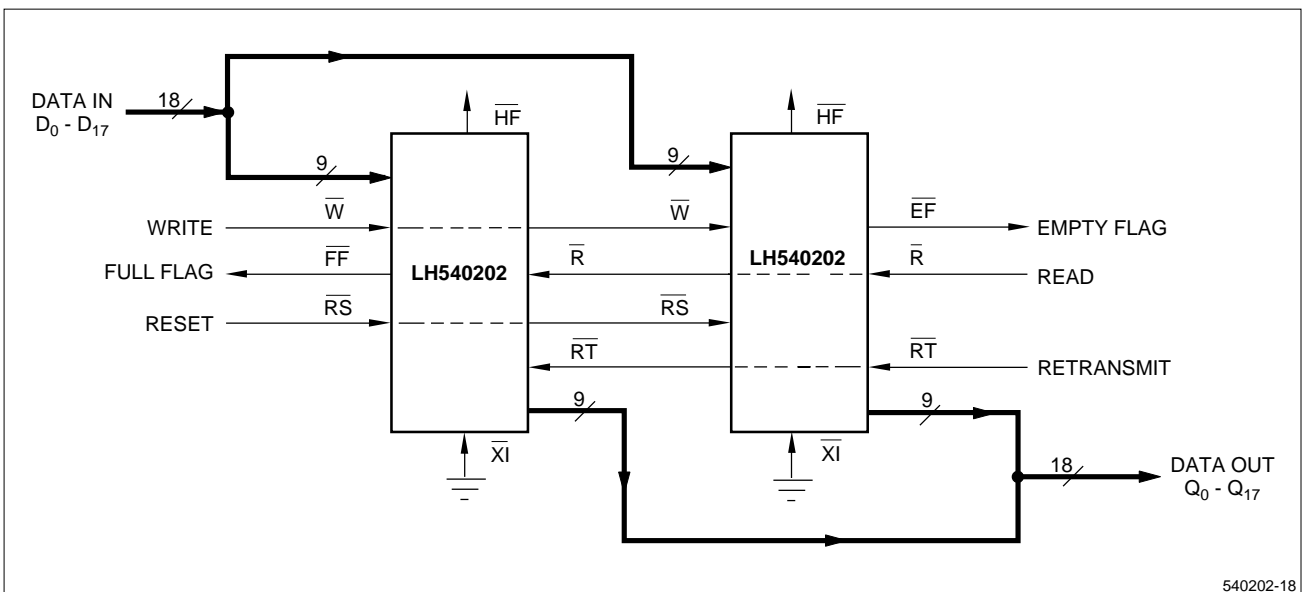 HF HF
18
DATA IN
D0 - D17
9 9
W W EF
WRITE EMPTY FLAG
FF R R
LH540202 LH540202
FULL FLAG READ
RS RS
RESET
RT RT
RETRANSMIT
9 9
XI XI
18
DATA OUT
Q0 - Q17
540202-18